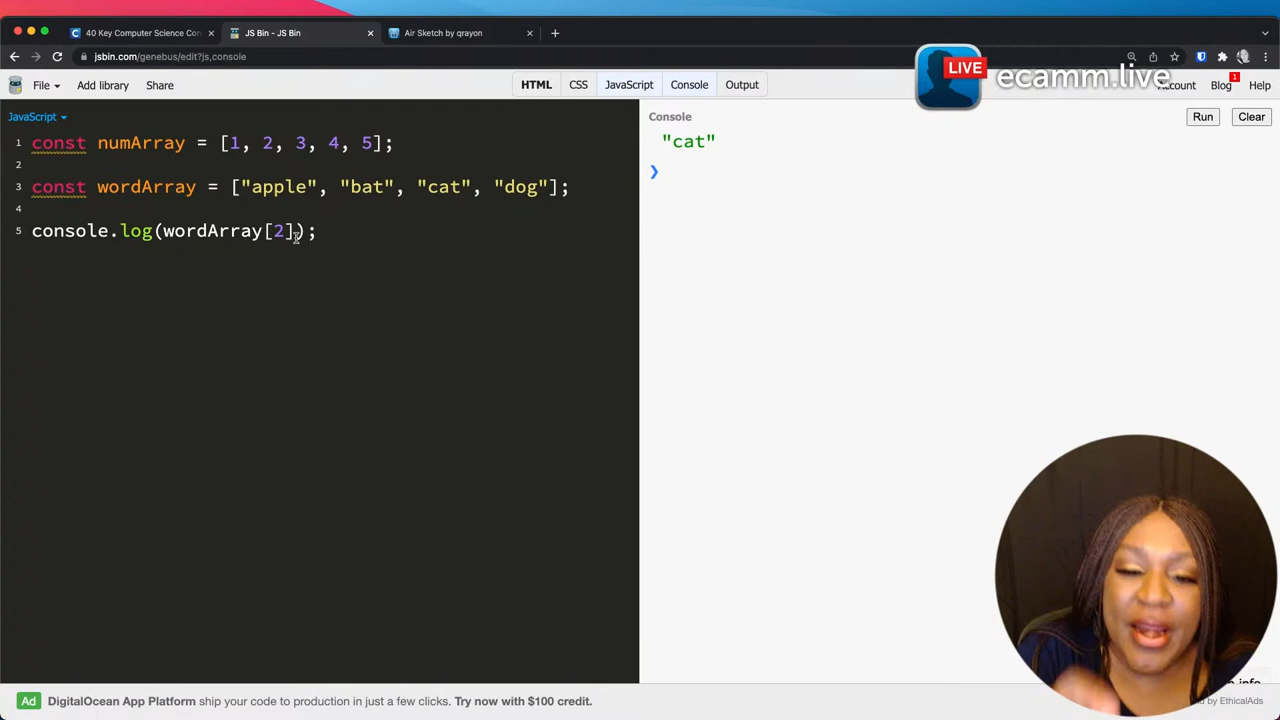 40 Key Computer Science Con
JS Bin - JS Bin
Air Sketch by qrayon
jsbin.com/genebus/edit?js,console
LIVE
ecamm.live
File
Add library
Share
HTML
CSS
JavaScript
Console
Output
Account
Blog
1
Help
JavaScript
Console
Run
Clear
1 const numArray = [1, 2, 3, 4, 5];
2
3 const wordArray = ["apple", "bat", "cat", "dog"];
4
5 console.log(wordArray[2]);
"cat"
info
Ad DigitalOcean App Platform ship your code to production in just a few clicks. Try now with $100 credit.
by EthicalAds